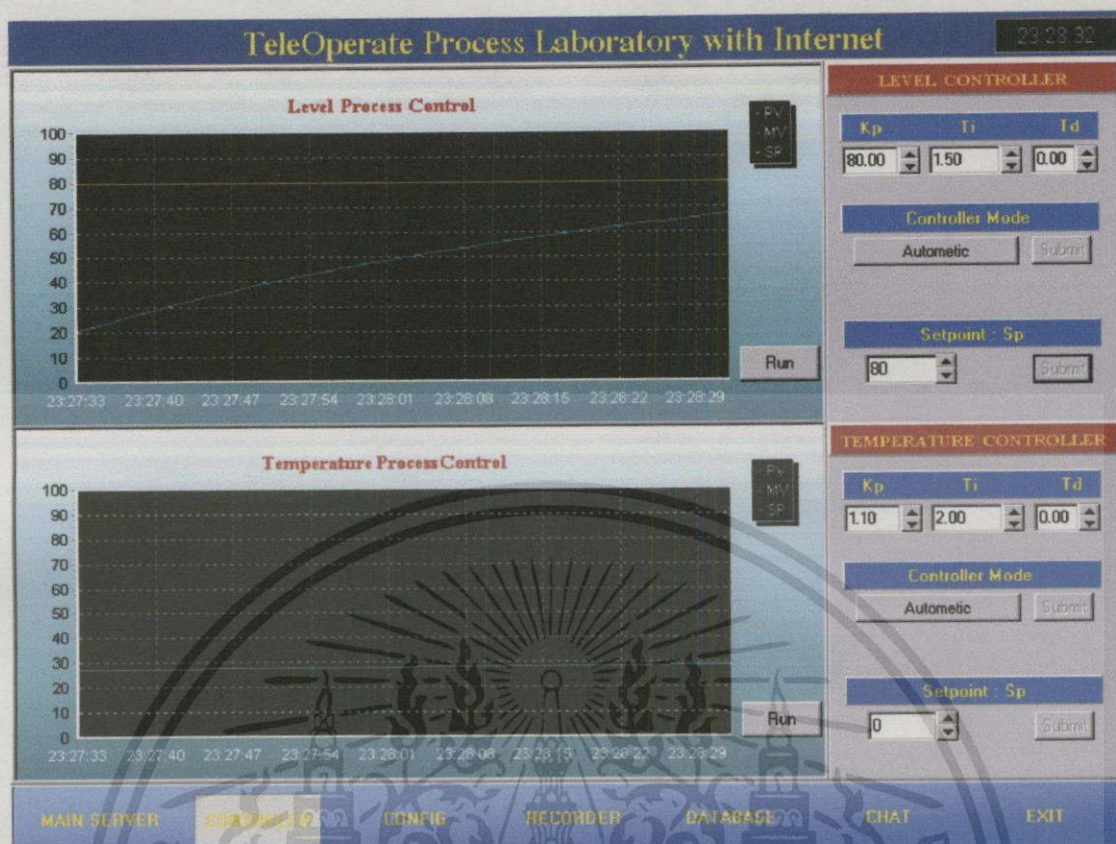 TeleOperate Process Laboratory with Internet
23:28:32
Level Process Control
- PV
- MV
- SP
100
90
80
70
60
50
40
30
20
10
0
23:27:33 23:27:40 23:27:47 23:27:54 23:28:01 23:28:08 23:28:15 23:28:22 23:28:29
Run
LEVEL CONTROLLER
Kp Ti Td
80.00 1.50 0.00
Controller Mode
Autometic Submit
Setpoint : Sp
80 Submit
Temperature Process Control
- PV
- MV
- SP
100
90
80
70
60
50
40
30
20
10
0
23:27:33 23:27:40 23:27:47 23:27:54 23:28:01 23:28:08 23:28:15 23:28:22 23:28:29
Run
TEMPERATURE CONTROLLER
Kp Ti Td
1.10 2.00 0.00
Controller Mode
Autometic Submit
Setpoint : Sp
0 Submit
MAIN SERVER CONFIG RECORDER DATABASE CHAT EXIT